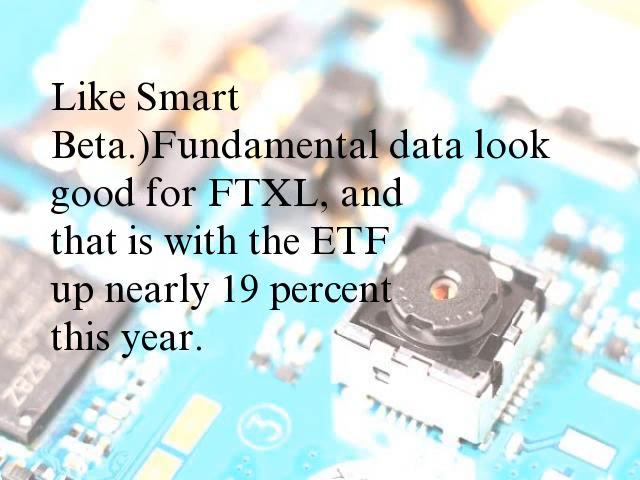 Like Smart
Beta.)Fundamental data look
good for FTXL, and
that is with the ETF
up nearly 19 percent
this year.
3